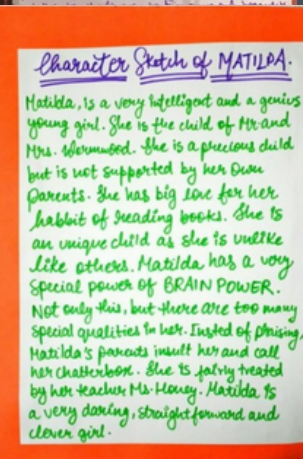 Character Sketch of MATILDA.
Matilda, is a very intelligent and a genius
young girl. She is the child of Mr. and
Mrs. Wormwood. She is a precious child
but is not supported by her own
parents. She has big love for her
habbit of reading books. She is
an unique child as she is unlike
like others. Matilda has a very
special power of BRAIN POWER.
Not only this, but there are too many
special qualities in her. Insted of praising,
Matilda's parents insult her and call
her chatterbox. She is fairly treated
by her teacher Ms. Honey. Matilda is
a very daring, straight forward and
clever girl.